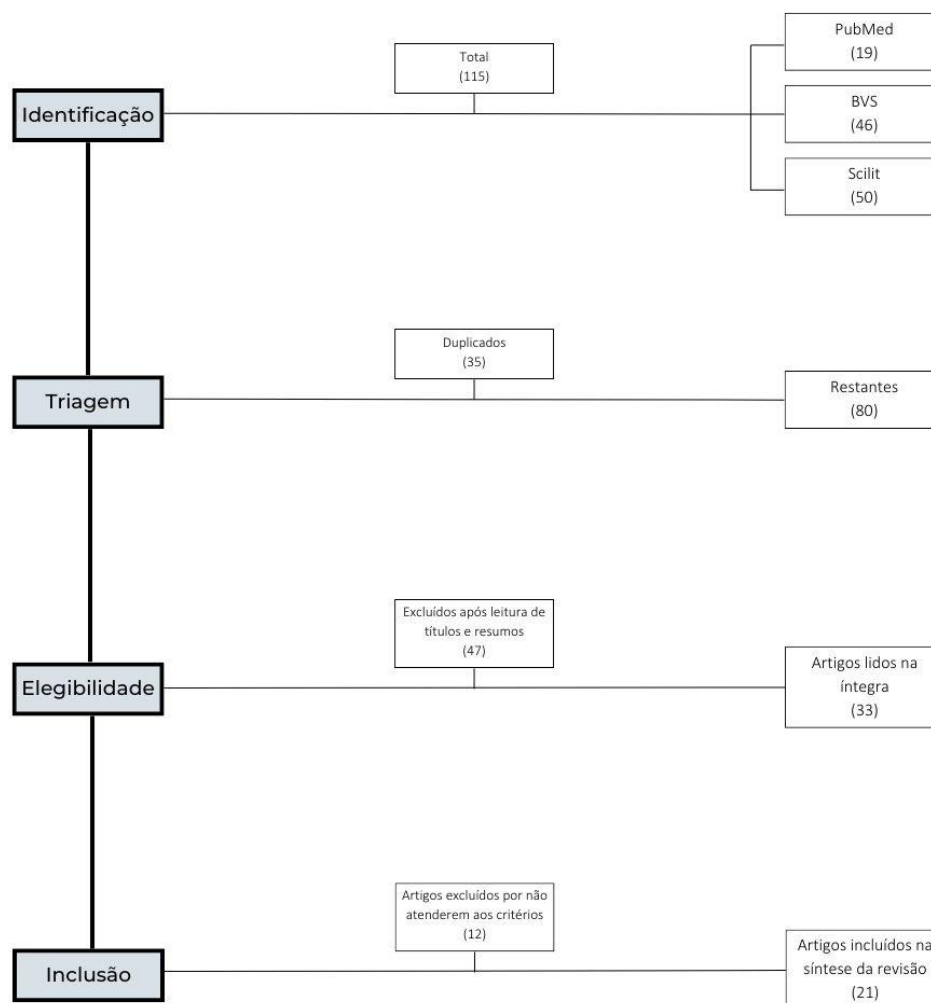 PubMed
(19)
Total
(115)
Identificação
BVS
(46)
Scilit
(50)
Duplicados
(35)
Triagem
Restantes
(80)
Excluídos após leitura de
títulos e resumos
(47)
Elegibilidade
Artigos lidos na
íntegra
(33)
Artigos excluídos por não
atenderem aos critérios
(12)
Inclusão
Artigos incluídos na
síntese da revisão
(21)